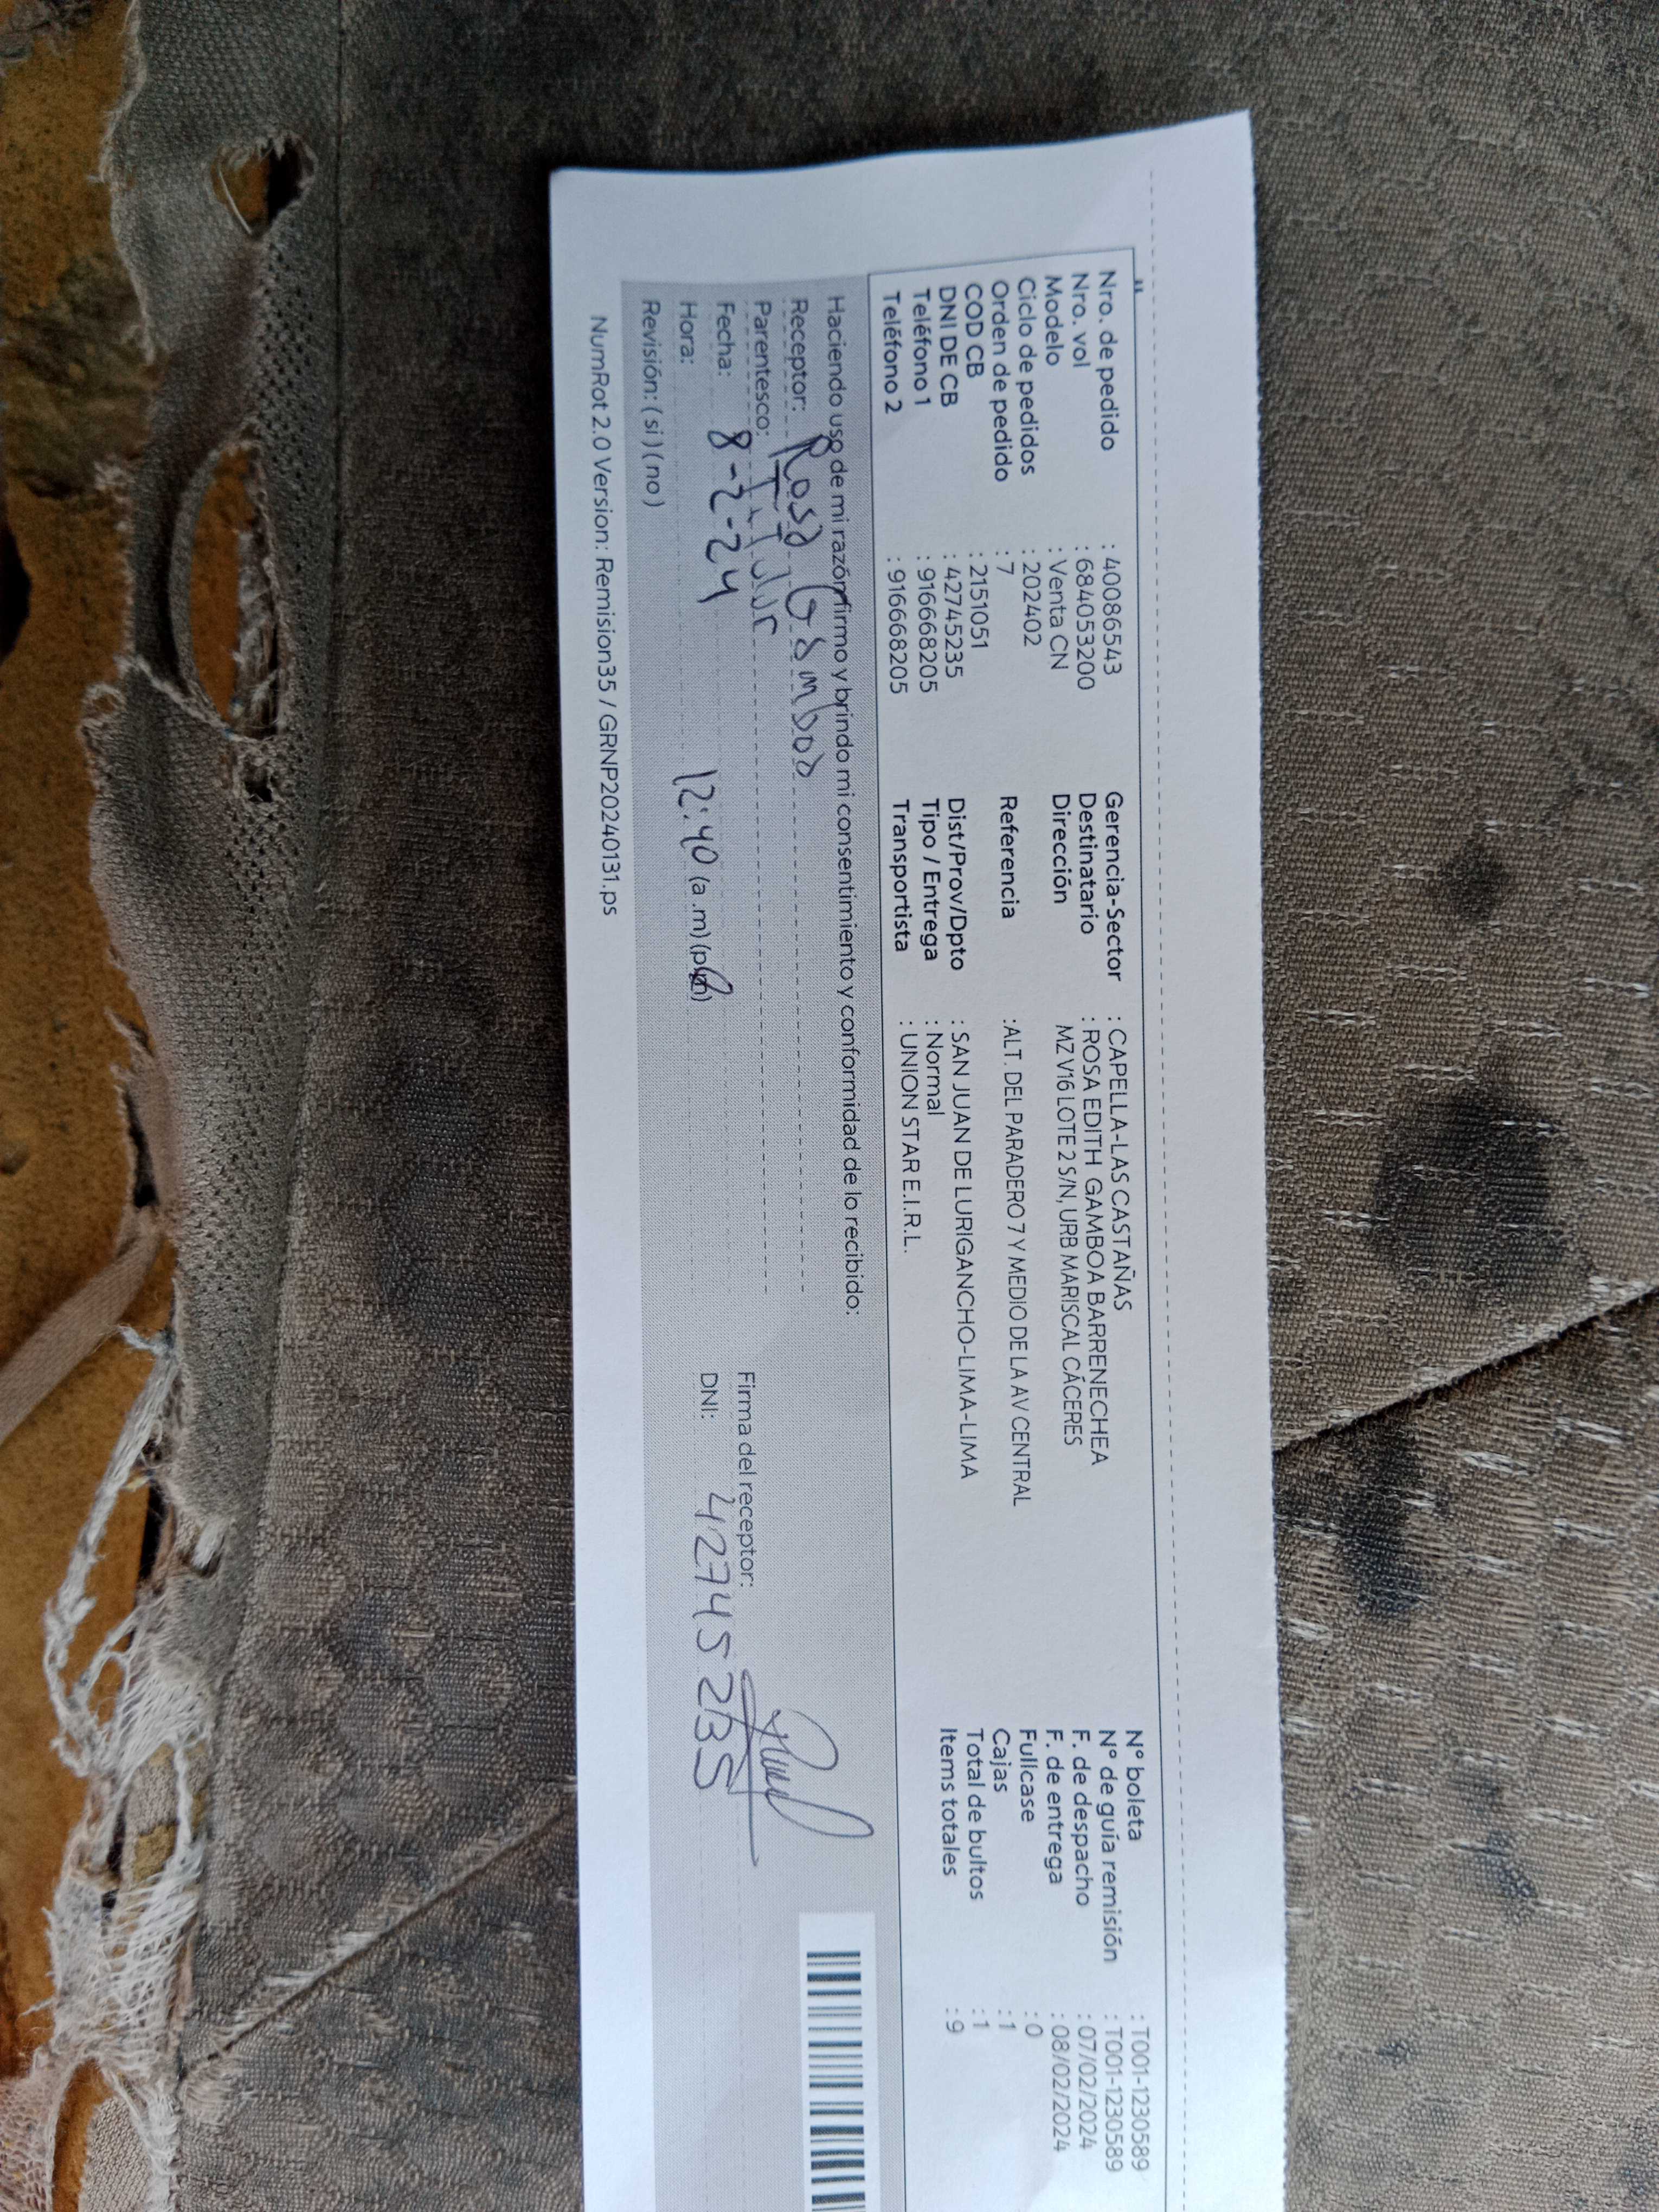 Nro. de pedido : 40086543
Nro. vol : 684053200
Modelo : Venta CN
Ciclo de pedidos : 202402
Orden de pedido : 7
COD CB : 2151051
DNI DE CB : 42745235
Teléfono 1 : 916668205
Teléfono 2 : 916668205
Gerencia-Sector : CAPELLA-LAS CASTAÑAS
Destinatario : ROSA EDITH GAMBOA BARRENECHEA
Dirección MZ V16 LOTE 2 S/N, URB MARISCAL CÁCERES
Referencia :ALT. DEL PARADERO 7 Y MEDIO DE LA AV CENTRAL
Dist/Prov/Dpto : SAN JUAN DE LURIGANCHO-LIMA-LIMA
Tipo / Entrega : Normal
Transportista : UNION STAR E.I.R.L.
N° boleta : T001-1230589
N° de guía remisión : T001-1230589
F. de despacho : 07/02/2024
F. de entrega : 08/02/2024
Fullcase : 0
Cajas : 1
Total de bultos : 1
Items totales : 9
Haciendo uso de mi razón firmo y brindo mi consentimiento y conformidad de lo recibido:
Receptor: Rosa Gamboa
Parentesco: Titular
Fecha: 8-2-24
Hora: 12:40 (a.m) (pm)
Revisión: ( si ) ( no )
Firma del receptor:
DNI: 42745235
NumRot 2.0 Version: Remision35 / GRNP20240131.ps